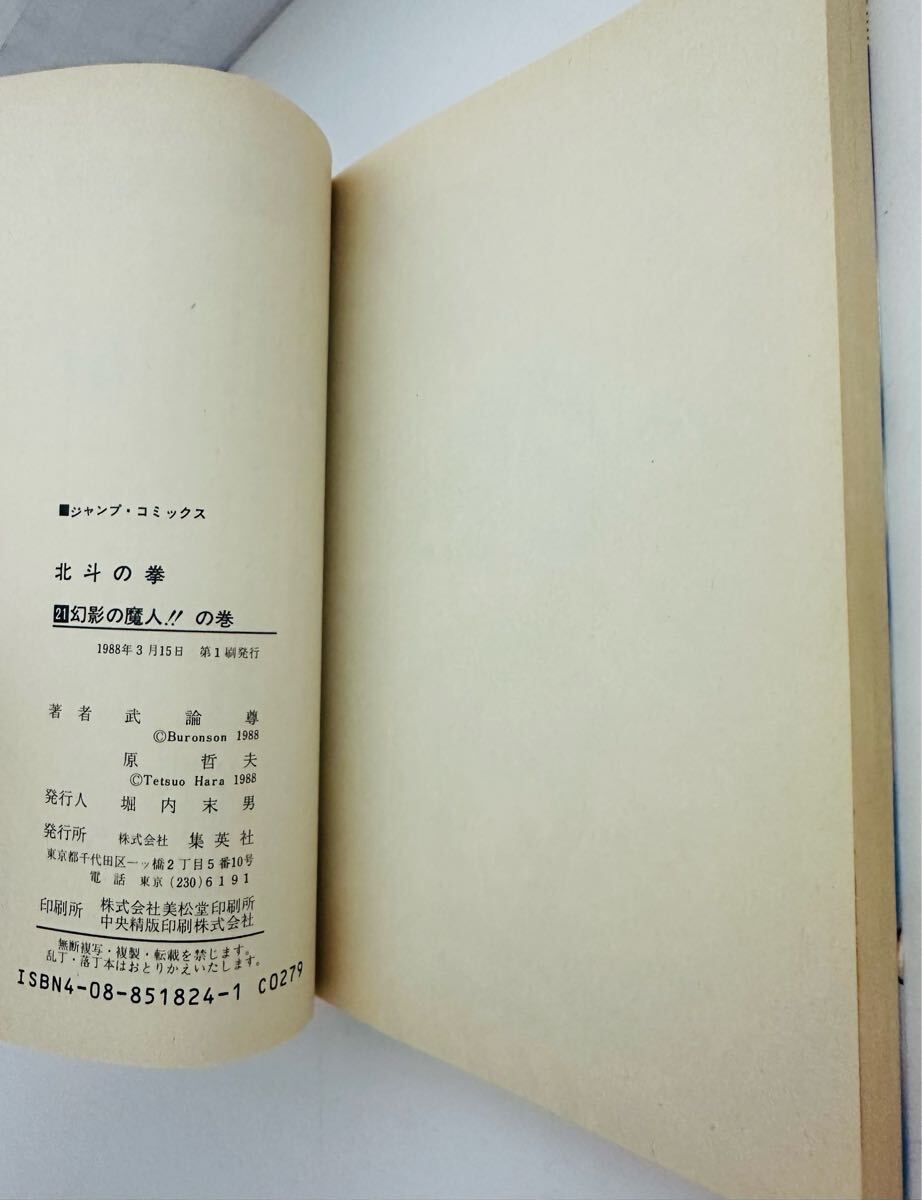 ■ジャンプ・コミックス
北斗の拳
21幻影の魔人!!の巻
1988年3月15日 第1刷発行
著者 武論尊
©Buronson 1988
原哲夫
©Tetsuo Hara 1988
発行人 堀内末男
発行所 株式会社 集英社
東京都千代田区一ッ橋2丁目5番10号
電話 東京(230)6191
印刷所 株式会社美松堂印刷所
中央精版印刷株式会社
無断複写・複製・転載を禁じます。
乱丁・落丁本はおとりかえいたします。
ISBN4-08-851824-1 C0279